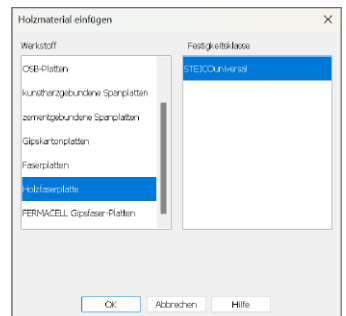 Holzmaterial einfügen
Werkstoff
Festigkeitsklasse
OSB-Platten
kunstharzgebundene Spanplatten
zementgebundene Spanplatten
Gipskartonplatten
Faserplatten
Holzfaserplatte
FERMACELL Gipsfaser-Platten
STEICOuniversal
OK Abbrechen Hilfe